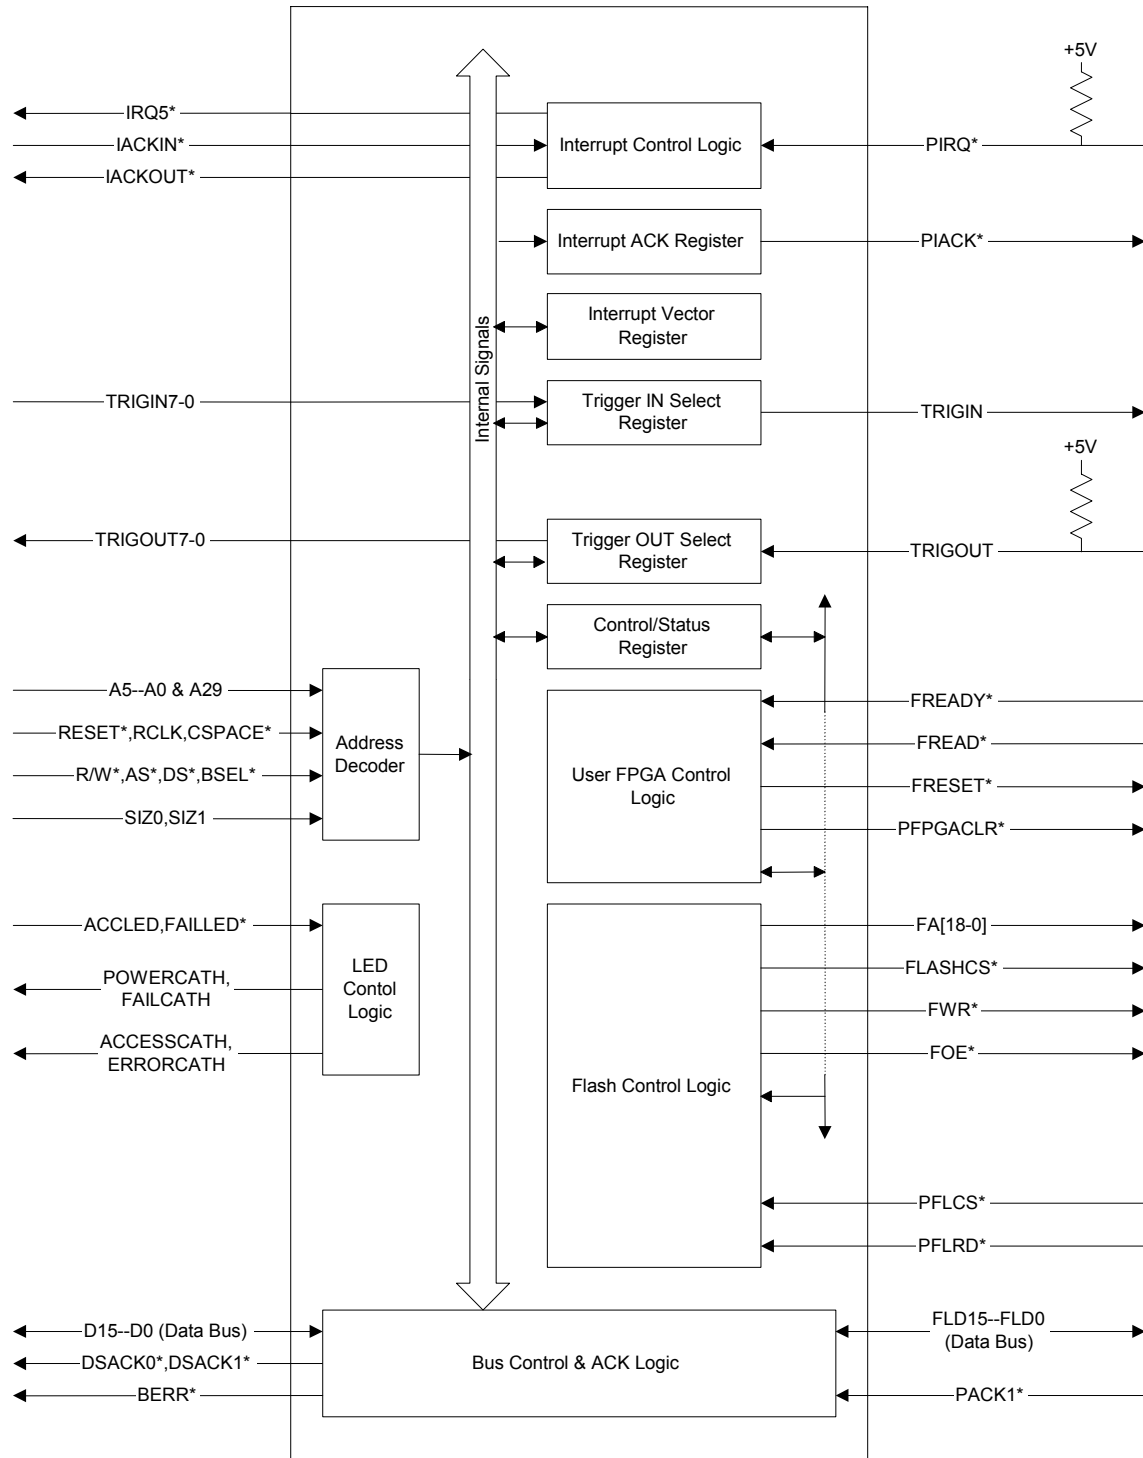 +5V
IRQ5*
IACKIN*
IACKOUT*
Interrupt Control Logic
PIRQ*
Interrupt ACK Register
PIACK*
Interrupt Vector
Register
Internal Signals
TRIGIN7-0
Trigger IN Select
Register
TRIGIN
+5V
TRIGOUT7-0
Trigger OUT Select
Register
TRIGOUT
Control/Status
Register
A5--A0 & A29
RESET*,RCLK,CSPACE*
R/W*,AS*,DS*,BSEL*
SIZ0,SIZ1
Address
Decoder
User FPGA Control
Logic
FREADY*
FREAD*
FRESET*
PFPGACLR*
ACCLED,FAILLED*
POWERCATH,
FAILCATH
ACCESSCATH,
ERRORCATH
LED
Contol
Logic
Flash Control Logic
FA[18-0]
FLASHCS*
FWR*
FOE*
PFLCS*
PFLRD*
D15--D0 (Data Bus)
DSACK0*,DSACK1*
BERR*
Bus Control & ACK Logic
FLD15--FLD0
(Data Bus)
PACK1*